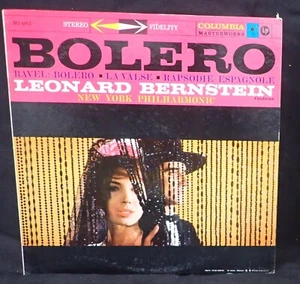 STEREO FIDELITY
COLUMBIA
MASTERWORKS
BOLERO
RAVEL: BOLERO ▪ LA VALSE ▪ RAPSODIE ESPAGNOLE
LEONARD BERNSTEIN
NEW YORK PHILHARMONIC